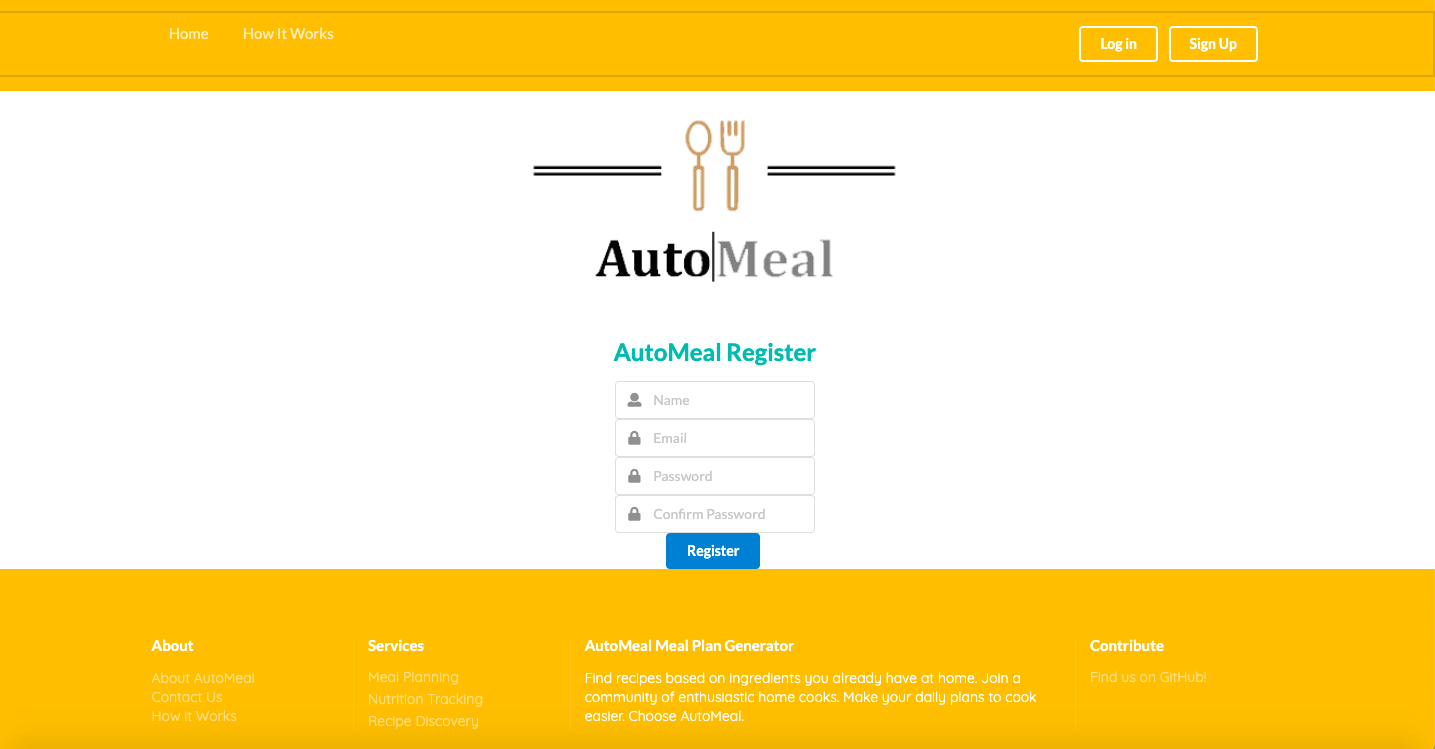 Home How It Works Log in Sign Up
AutoMeal
AutoMeal Register
Name
Email
Password
Confirm Password
Register
About
About AutoMeal
Contact Us
How it Works
Services
Meal Planning
Nutrition Tracking
Recipe Discovery
AutoMeal Meal Plan Generator
Find recipes based on ingredients you already have at home. Join a
community of enthusiastic home cooks. Make your daily plans to cook
easier. Choose AutoMeal.
Contribute
Find us on GitHub!